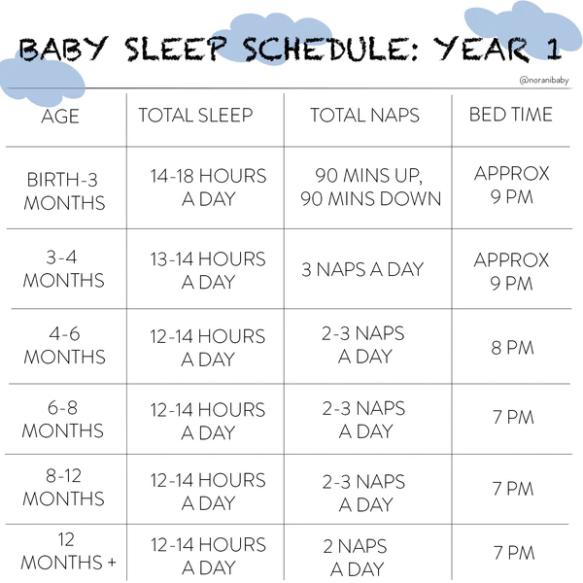 BABY SLEEP SCHEDULE: YEAR 1
@noranibaby
AGE TOTAL SLEEP TOTAL NAPS BED TIME
BIRTH-3 MONTHS 14-18 HOURS A DAY 90 MINS UP, 90 MINS DOWN APPROX 9 PM
3-4 MONTHS 13-14 HOURS A DAY 3 NAPS A DAY APPROX 9 PM
4-6 MONTHS 12-14 HOURS A DAY 2-3 NAPS A DAY 8 PM
6-8 MONTHS 12-14 HOURS A DAY 2-3 NAPS A DAY 7 PM
8-12 MONTHS 12-14 HOURS A DAY 2-3 NAPS A DAY 7 PM
12 MONTHS + 12-14 HOURS A DAY 2 NAPS A DAY 7 PM